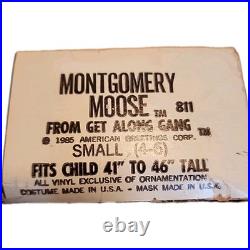 MONTGOMERY
MOOSE TM 811
FROM GET ALONG GANG TM
© 1985 AMERICAN GREETINGS CORP.
SMALL (4-6)
FITS CHILD 41" TO 46" TALL
ALL VINYL EXCLUSIVE OF ORNAMENTATION
COSTUME MADE IN U.S.A. - MASK MADE IN U.S.A.